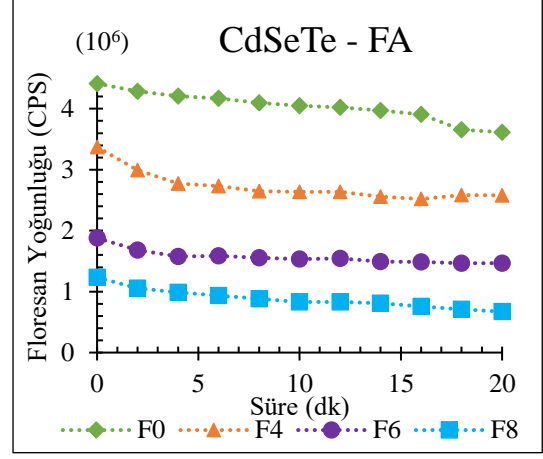 (10⁶)
CdSeTe - FA
Floresan Yoğunluğu (CPS)
4
3
2
1
0
0 5 10 15 20
Süre (dk)
F0 F4 F6 F8